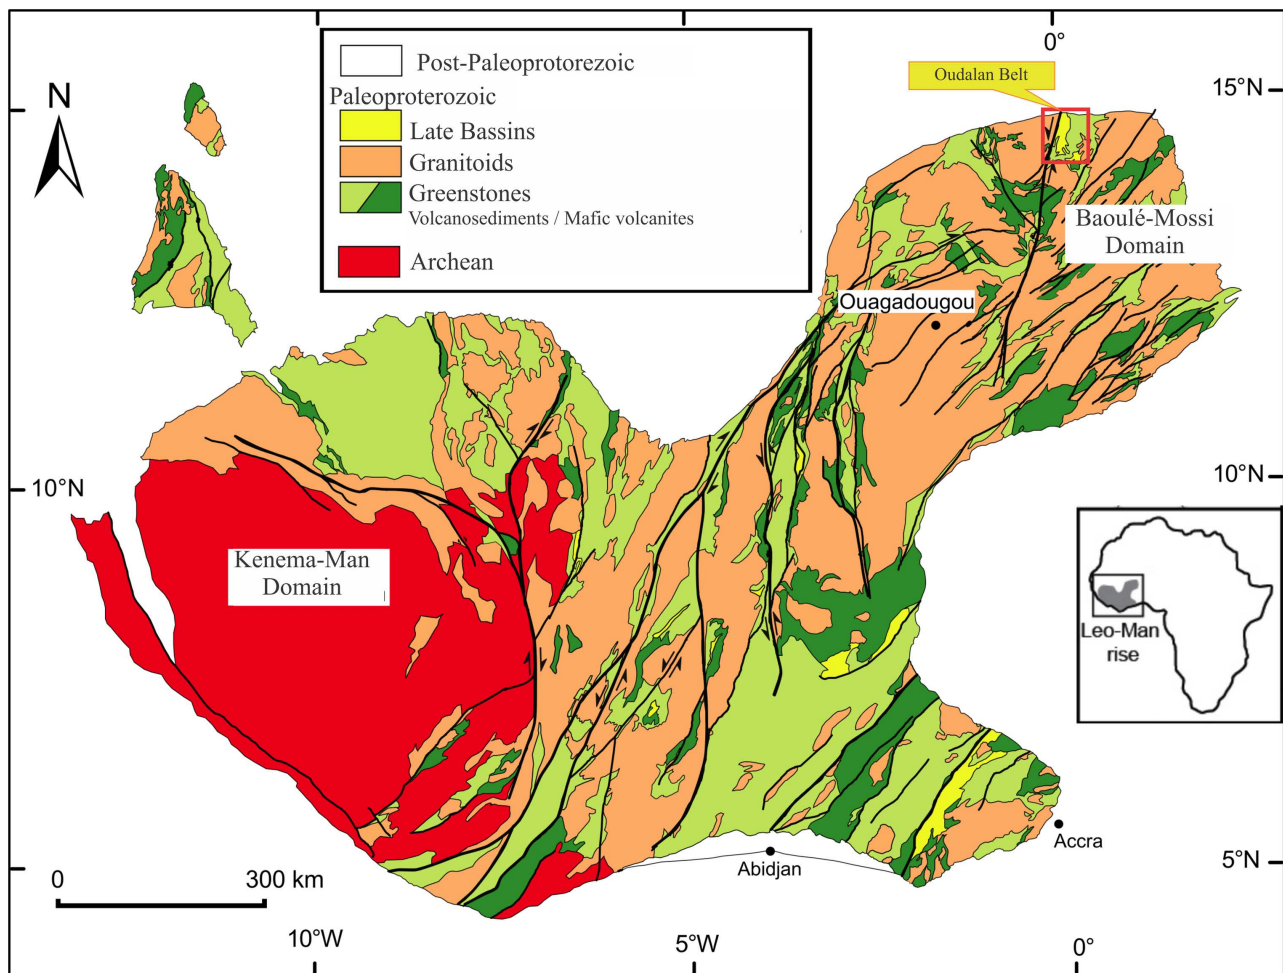 0°
Oudalan Belt
15°N
N
Post-Paleoprotorezoic
Paleoproterozoic
Late Bassins
Granitoids
Greenstones
Volcanosediments / Mafic volcanites
Archean
Baoulé-Mossi
Domain
Ouagadougou
10°N
10°N
Kenema-Man
Domain
Leo-Man
rise
Accra
Abidjan
5°N
0
300 km
10°W
5°W
0°